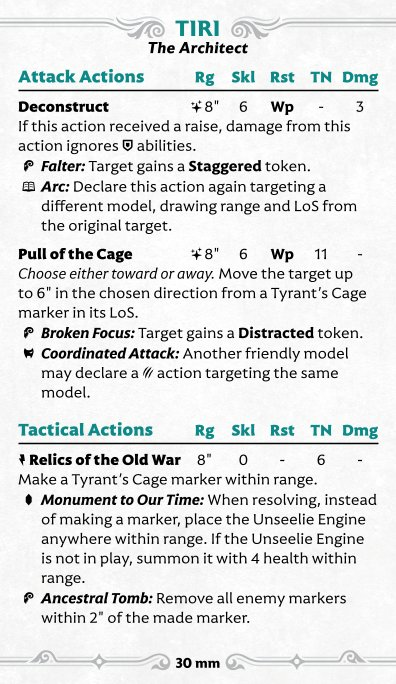 TIRI
The Architect
Attack Actions Rg Skl Rst TN Dmg
Deconstruct 8" 6 Wp - 3
If this action received a raise, damage from this
action ignores abilities.
Falter: Target gains a Staggered token.
Arc: Declare this action again targeting a
different model, drawing range and LoS from
the original target.
Pull of the Cage 8" 6 Wp 11 -
Choose either toward or away. Move the target up
to 6" in the chosen direction from a Tyrant's Cage
marker in its LoS.
Broken Focus: Target gains a Distracted token.
Coordinated Attack: Another friendly model
may declare a action targeting the same
model.
Tactical Actions Rg Skl Rst TN Dmg
Relics of the Old War 8" 0 - 6 -
Make a Tyrant's Cage marker within range.
Monument to Our Time: When resolving, instead
of making a marker, place the Unseelie Engine
anywhere within range. If the Unseelie Engine
is not in play, summon it with 4 health within
range.
Ancestral Tomb: Remove all enemy markers
within 2" of the made marker.
30 mm